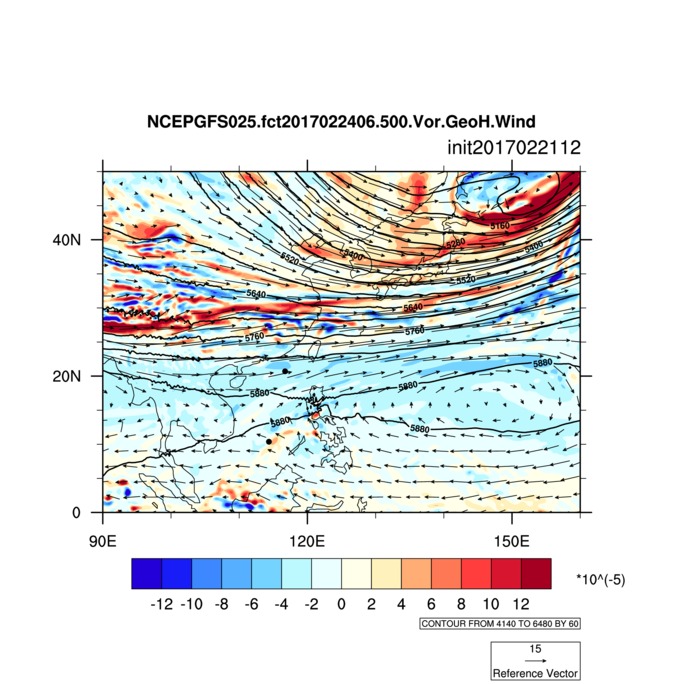 NCEPGFS025.fct2017022406.500.Vor.GeoH.Wind
init2017022112
5160
40N
5280
5400
5400
5520
5520
5640
5640
5760
5760
5880
20N
5880
5880
5880
5880
0
90E 120E 150E
-12 -10 -8 -6 -4 -2 0 2 4 6 8 10 12
*10^(-5)
CONTOUR FROM 4140 TO 6480 BY 60
15
Reference Vector